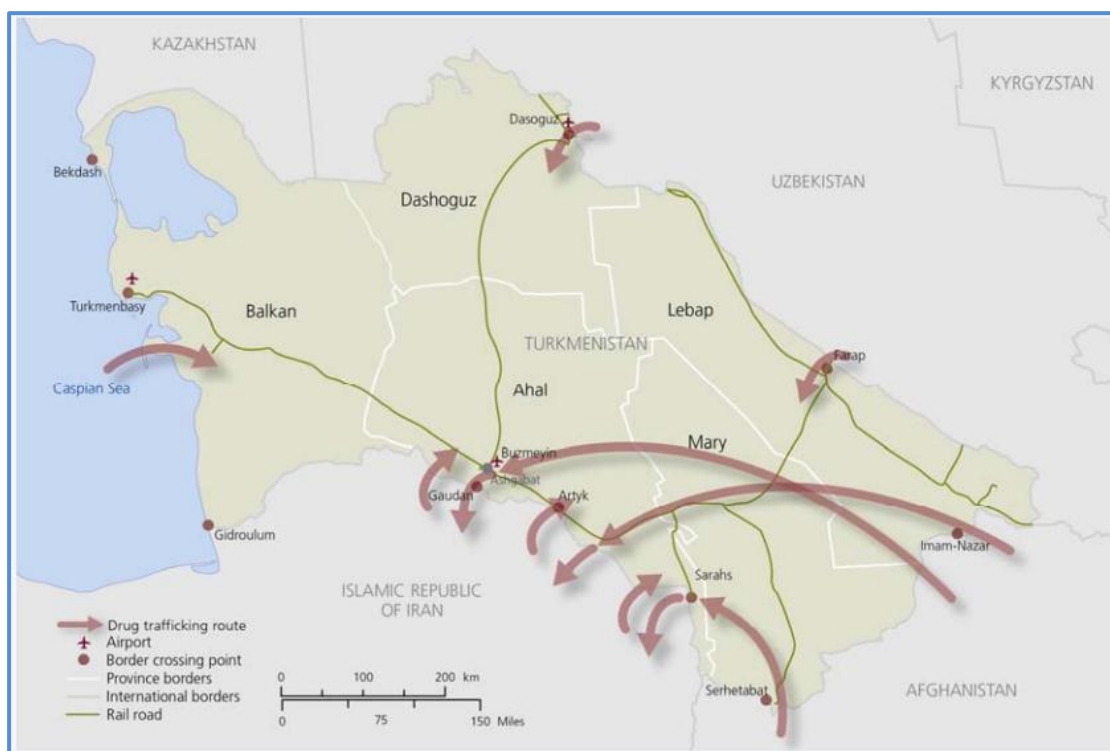 KAZAKHSTAN
KYRGYZSTAN
Dasoguz
Bekdash
UZBEKISTAN
Dashoguz
Turkmenbasy
Balkan
Lebap
TURKMENISTAN
Farap
Caspian Sea
Ahal
Mary
Buzmeyin
Ashgabat
Gaudan
Artyk
Gidroulum
Imam-Nazar
Sarahs
ISLAMIC REPUBLIC
OF IRAN
Serhetabat
AFGHANISTAN
Drug trafficking route
Airport
Border crossing point
Province borders
International borders
Rail road
0 100 200 km
0 75 150 Miles